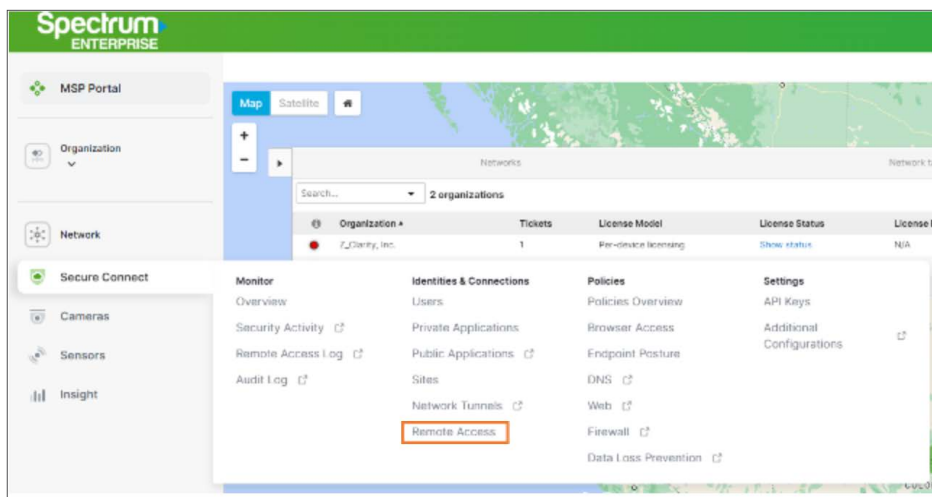 Spectrum
ENTERPRISE
MSP Portal
Organization
Network
Secure Connect
Cameras
Sensors
Insight
Map Satellite
+
−
Networks Network t
Search... 2 organizations
Organization Tickets License Model License Status License
Z_Clarity, Inc. 1 Per-device licensing Show status N/A
Monitor
Overview
Security Activity
Remote Access Log
Audit Log
Identities & Connections
Users
Private Applications
Public Applications
Sites
Network Tunnels
Remote Access
Policies
Policies Overview
Browser Access
Endpoint Posture
DNS
Web
Firewall
Data Loss Prevention
Settings
API Keys
Additional
Configurations